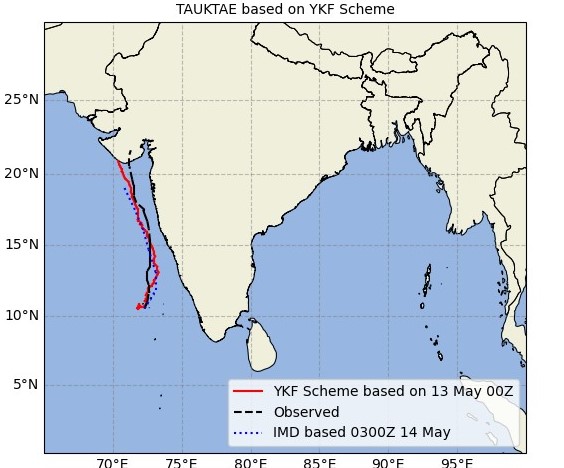 TAUKTAE based on YKF Scheme
25°N
20°N
15°N
10°N
5°N
YKF Scheme based on 13 May 00Z
Observed
IMD based 0300Z 14 May
70°E 75°E 80°E 85°E 90°E 95°E